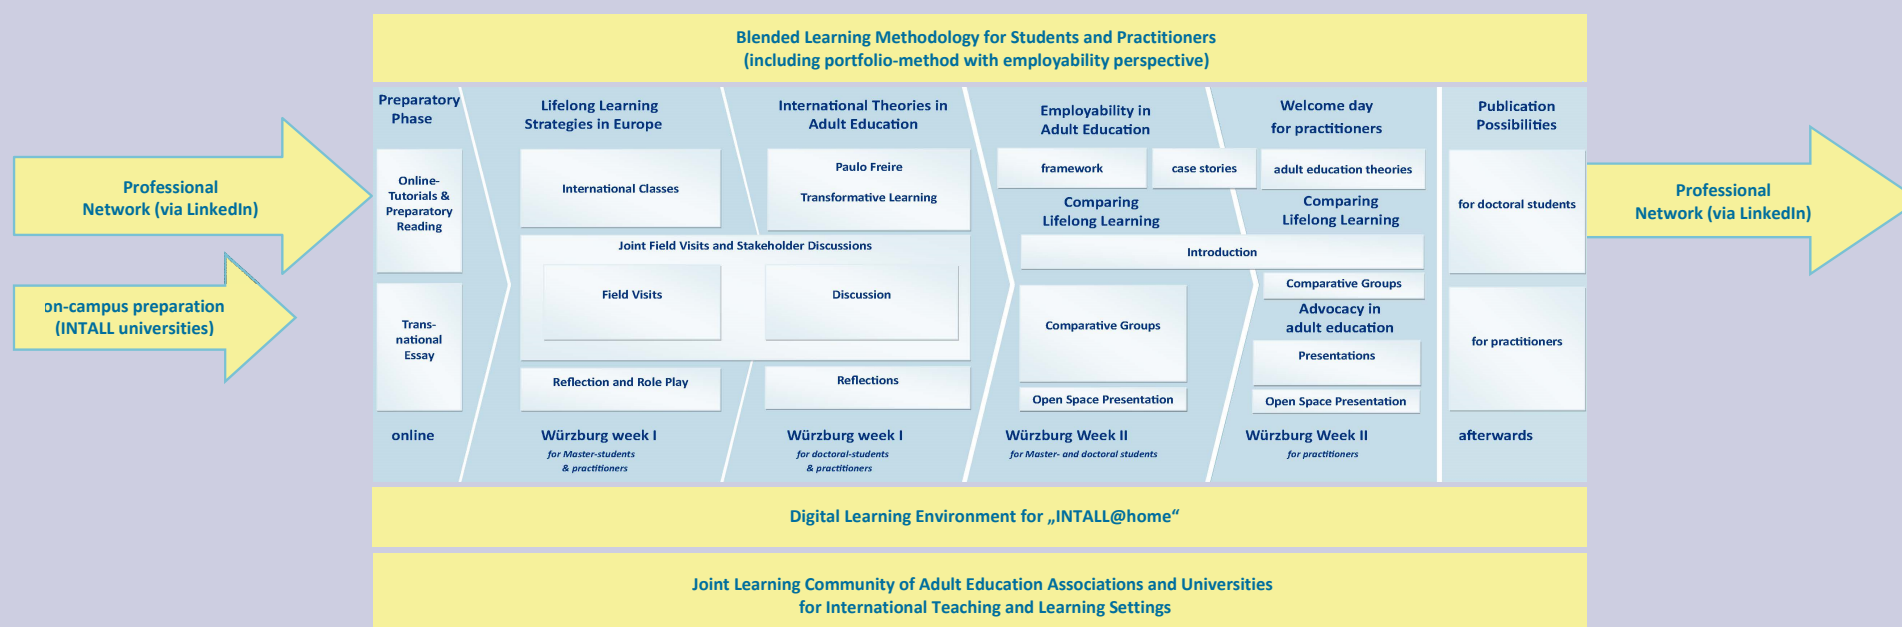 Blended Learning Methodology for Students and Practitioners
(including portfolio-method with employability perspective)
Professional
Network (via LinkedIn)
on-campus preparation
(INTALL universities)
Preparatory
Phase
Online-
Tutorials &
Preparatory
Reading
Trans-
national
Essay
online
Lifelong Learning
Strategies in Europe
International Classes
International Theories in
Adult Education
Paulo Freire
Transformative Learning
Joint Field Visits and Stakeholder Discussions
Field Visits
Discussion
Reflection and Role Play
Reflections
Würzburg week I
for Master-students
& practitioners
Würzburg week I
for doctoral-students
& practitioners
Employability in
Adult Education
framework
case stories
Comparing
Lifelong Learning
Welcome day
for practitioners
adult education theories
Comparing
Lifelong Learning
Introduction
Comparative Groups
Open Space Presentation
Würzburg Week II
for Master- and doctoral students
Comparative Groups
Advocacy in
adult education
Presentations
Open Space Presentation
Würzburg Week II
for practitioners
Publication
Possibilities
for doctoral students
for practitioners
afterwards
Professional
Network (via LinkedIn)
Digital Learning Environment for „INTALL@home“
Joint Learning Community of Adult Education Associations and Universities
for International Teaching and Learning Settings